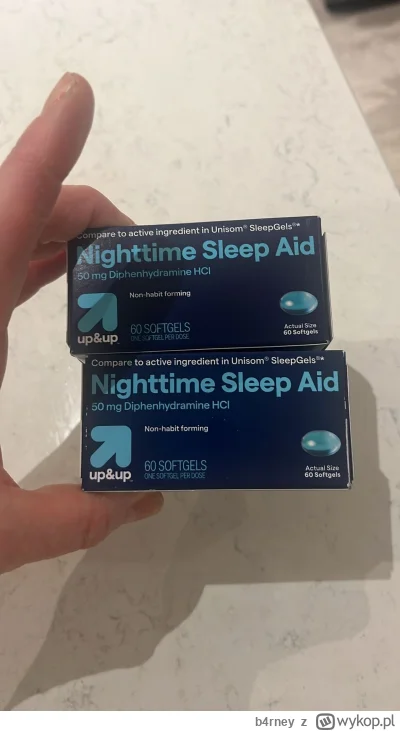 Compare to active ingredient in Unisom® SleepGels®*
Nighttime Sleep Aid
50 mg Diphenhydramine HCl
Non-habit forming
up&up
60 SOFTGELS
ONE SOFTGEL PER DOSE
Actual Size
60 Softgels
Compare to active ingredient in Unisom® SleepGels®*
Nighttime Sleep Aid
50 mg Diphenhydramine HCl
Non-habit forming
up&up
60 SOFTGELS
ONE SOFTGEL PER DOSE
Actual Size
60 Softgels
b4rney z wykop.pl